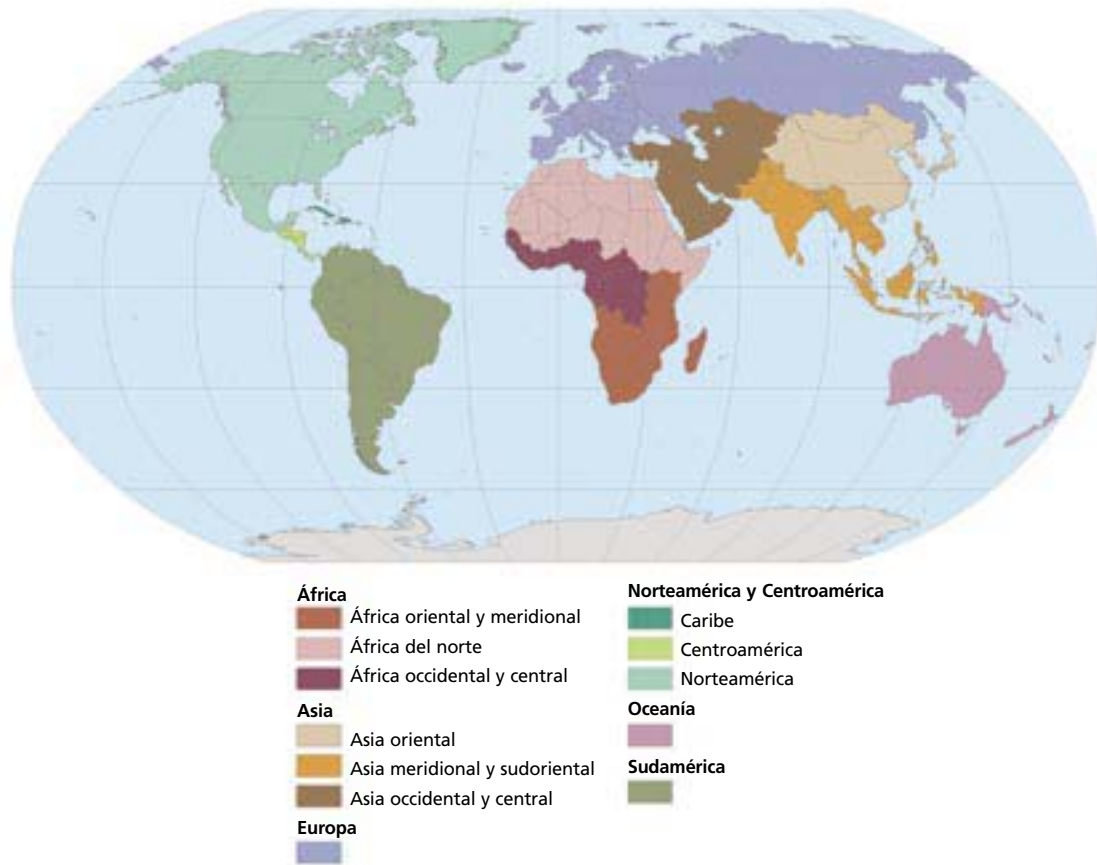 África
África oriental y meridional
África del norte
África occidental y central
Asia
Asia oriental
Asia meridional y sudoriental
Asia occidental y central
Europa
Norteamérica y Centroamérica
Caribe
Centroamérica
Norteamérica
Oceanía
Sudamérica